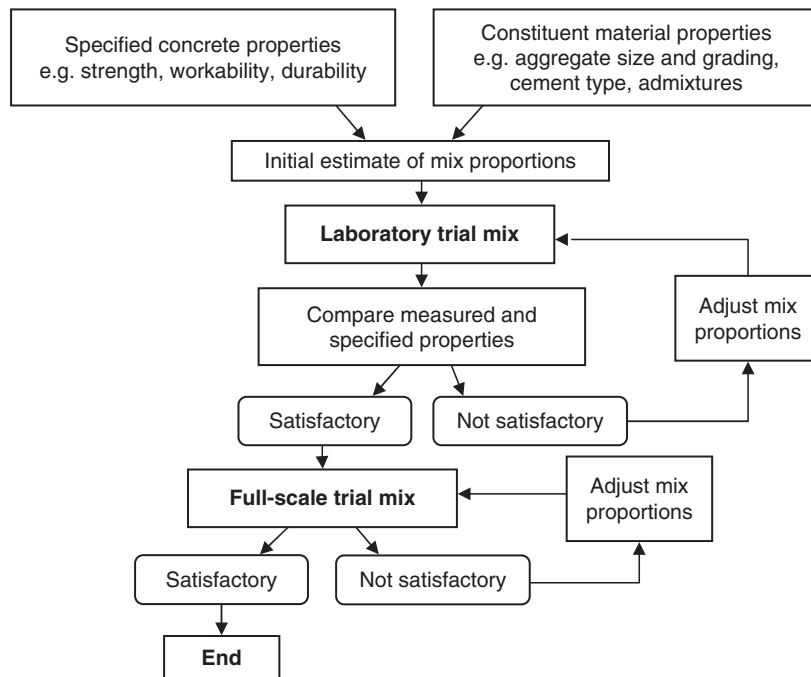 Specified concrete properties
e.g. strength, workability, durability
Constituent material properties
e.g. aggregate size and grading,
cement type, admixtures
Initial estimate of mix proportions
Laboratory trial mix
Compare measured and
specified properties
Adjust mix
proportions
Satisfactory
Not satisfactory
Full-scale trial mix
Adjust mix
proportions
Satisfactory
Not satisfactory
End